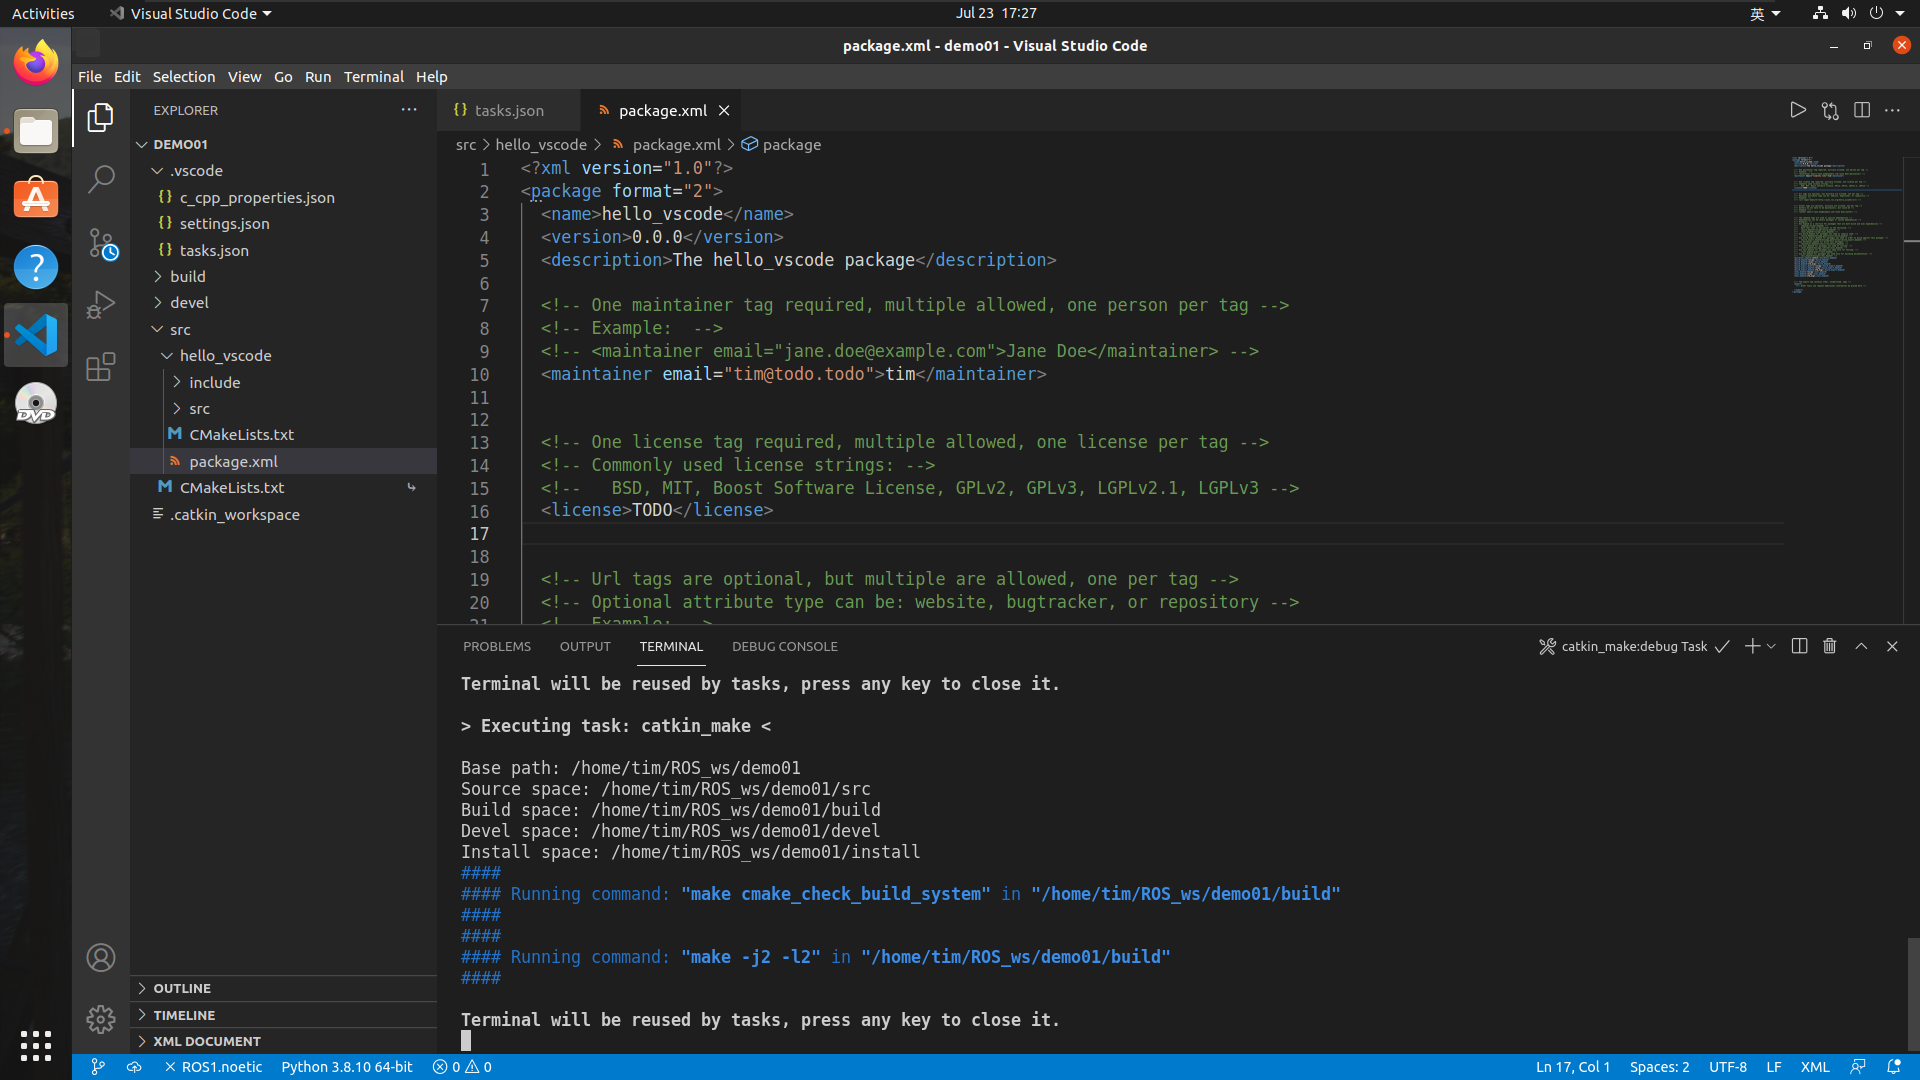 Activities
Visual Studio Code
Jul 23 17:27
英
package.xml - demo01 - Visual Studio Code
File Edit Selection View Go Run Terminal Help
EXPLORER
DEMO01
.vscode
c_cpp_properties.json
settings.json
tasks.json
build
devel
src
hello_vscode
include
src
CMakeLists.txt
package.xml
CMakeLists.txt
.catkin_workspace
OUTLINE
TIMELINE
XML DOCUMENT
tasks.json
package.xml
src > hello_vscode > package.xml > package
1 <?xml version="1.0"?>
2 <package format="2">
3 <name>hello_vscode</name>
4 <version>0.0.0</version>
5 <description>The hello_vscode package</description>
6
7 <!-- One maintainer tag required, multiple allowed, one person per tag -->
8 <!-- Example:  -->
9 <!-- <maintainer email="jane.doe@example.com">Jane Doe</maintainer> -->
10 <maintainer email="tim@todo.todo">tim</maintainer>
11
12
13 <!-- One license tag required, multiple allowed, one license per tag -->
14 <!-- Commonly used license strings: -->
15 <!--   BSD, MIT, Boost Software License, GPLv2, GPLv3, LGPLv2.1, LGPLv3 -->
16 <license>TODO</license>
17
18
19 <!-- Url tags are optional, but multiple are allowed, one per tag -->
20 <!-- Optional attribute type can be: website, bugtracker, or repository -->
21 <!-- Example:  -->
PROBLEMS OUTPUT TERMINAL DEBUG CONSOLE
catkin_make:debug Task
Terminal will be reused by tasks, press any key to close it.
> Executing task: catkin_make <
Base path: /home/tim/ROS_ws/demo01
Source space: /home/tim/ROS_ws/demo01/src
Build space: /home/tim/ROS_ws/demo01/build
Devel space: /home/tim/ROS_ws/demo01/devel
Install space: /home/tim/ROS_ws/demo01/install
####
#### Running command: "make cmake_check_build_system" in "/home/tim/ROS_ws/demo01/build"
####
####
#### Running command: "make -j2 -l2" in "/home/tim/ROS_ws/demo01/build"
####
Terminal will be reused by tasks, press any key to close it.
DVD
ROS1.noetic
Python 3.8.10 64-bit
0 0
Ln 17, Col 1
Spaces: 2
UTF-8
LF
XML